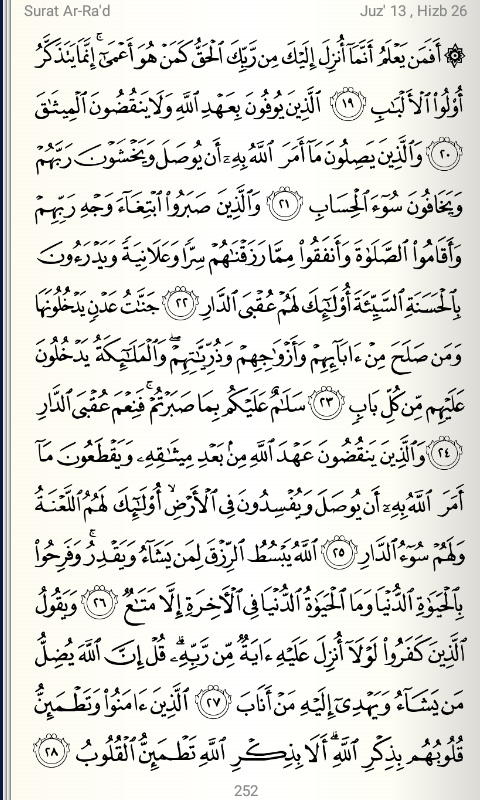 Surat Ar-Ra'd Juz' 13 , Hizb 26
۞ أَفَمَن يَعْلَمُ أَنَّمَآ أُنزِلَ إِلَيْكَ مِن رَّبِّكَ ٱلْحَقُّ كَمَنْ هُوَ أَعْمَىٰٓ ۚ إِنَّمَا يَتَذَكَّرُ
أُو۟لُوا۟ ٱلْأَلْبَـٰبِ ١٩ ٱلَّذِينَ يُوفُونَ بِعَهْدِ ٱللَّهِ وَلَا يَنقُضُونَ ٱلْمِيثَـٰقَ
٢٠ وَٱلَّذِينَ يَصِلُونَ مَآ أَمَرَ ٱللَّهُ بِهِۦٓ أَن يُوصَلَ وَيَخْشَوْنَ رَبَّهُمْ
وَيَخَافُونَ سُوٓءَ ٱلْحِسَابِ ٢١ وَٱلَّذِينَ صَبَرُوا۟ ٱبْتِغَآءَ وَجْهِ رَبِّهِمْ
وَأَقَامُوا۟ ٱلصَّلَوٰةَ وَأَنفَقُوا۟ مِمَّا رَزَقْنَـٰهُمْ سِرًّا وَعَلَانِيَةً وَيَدْرَءُونَ
بِٱلْحَسَنَةِ ٱلسَّيِّئَةَ أُو۟لَـٰٓئِكَ لَهُمْ عُقْبَى ٱلدَّارِ ٢٢ جَنَّـٰتُ عَدْنٍ يَدْخُلُونَهَا
وَمَن صَلَحَ مِنْ ءَابَآئِهِمْ وَأَزْوَٰجِهِمْ وَذُرِّيَّـٰتِهِمْ ۖ وَٱلْمَلَـٰٓئِكَةُ يَدْخُلُونَ
عَلَيْهِم مِّن كُلِّ بَابٍ ٢٣ سَلَـٰمٌ عَلَيْكُم بِمَا صَبَرْتُمْ ۚ فَنِعْمَ عُقْبَى ٱلدَّارِ
٢٤ وَٱلَّذِينَ يَنقُضُونَ عَهْدَ ٱللَّهِ مِنۢ بَعْدِ مِيثَـٰقِهِۦ وَيَقْطَعُونَ مَآ
أَمَرَ ٱللَّهُ بِهِۦٓ أَن يُوصَلَ وَيُفْسِدُونَ فِى ٱلْأَرْضِ ۙ أُو۟لَـٰٓئِكَ لَهُمُ ٱللَّعْنَةُ
وَلَهُمْ سُوٓءُ ٱلدَّارِ ٢٥ ٱللَّهُ يَبْسُطُ ٱلرِّزْقَ لِمَن يَشَآءُ وَيَقْدِرُ ۚ وَفَرِحُوا۟
بِٱلْحَيَوٰةِ ٱلدُّنْيَا وَمَا ٱلْحَيَوٰةُ ٱلدُّنْيَا فِى ٱلْـَٔاخِرَةِ إِلَّا مَتَـٰعٌ ٢٦ وَيَقُولُ
ٱلَّذِينَ كَفَرُوا۟ لَوْلَآ أُنزِلَ عَلَيْهِ ءَايَةٌ مِّن رَّبِّهِۦ ۗ قُلْ إِنَّ ٱللَّهَ يُضِلُّ
مَن يَشَآءُ وَيَهْدِىٓ إِلَيْهِ مَنْ أَنَابَ ٢٧ ٱلَّذِينَ ءَامَنُوا۟ وَتَطْمَئِنُّ
قُلُوبُهُم بِذِكْرِ ٱللَّهِ ۗ أَلَا بِذِكْرِ ٱللَّهِ تَطْمَئِنُّ ٱلْقُلُوبُ ٢٨
252